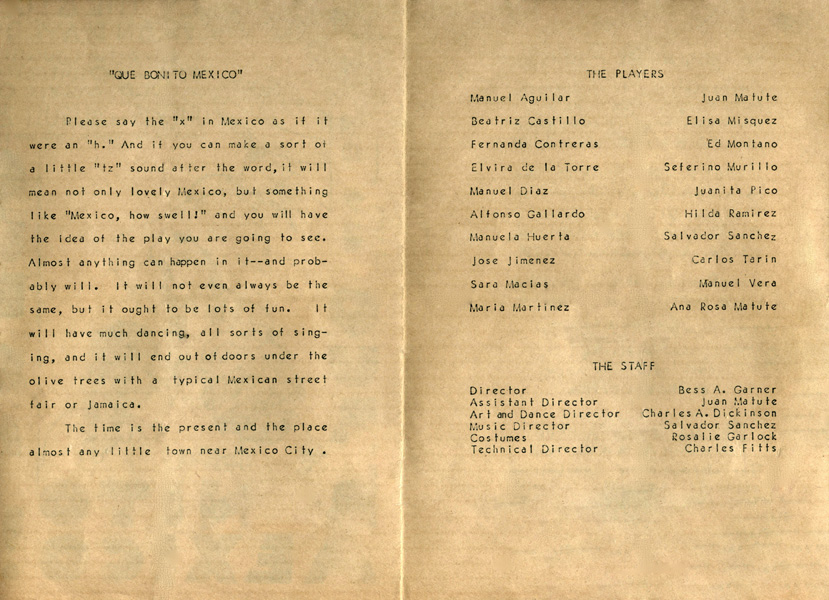 "QUE BONITO MEXICO"
Please say the "x" in Mexico as if it
were an "h." And if you can make a sort of
a little "tz" sound after the word, it will
mean not only lovely Mexico, but something
like "Mexico, how swell!" and you will have
the idea of the play you are going to see.
Almost anything can happen in it--and prob-
ably will. It will not even always be the
same, but it ought to be lots of fun. It
will have much dancing, all sorts of sing-
ing, and it will end out of doors under the
olive trees with a typical Mexican street
fair or Jamaica.
The time is the present and the place
almost any little town near Mexico City.
THE PLAYERS
Manuel Aguilar Juan Matute
Beatriz Castillo Elisa Misquez
Fernanda Contreras Ed Montano
Elvira de la Torre Seferino Murillo
Manuel Diaz Juanita Pico
Alfonso Gallardo Hilda Ramirez
Manuela Huerta Salvador Sanchez
Jose Jimenez Carlos Tarin
Sara Macias Manuel Vera
Maria Martinez Ana Rosa Matute
THE STAFF
Director Bess A. Garner
Assistant Director Juan Matute
Art and Dance Director Charles A. Dickinson
Music Director Salvador Sanchez
Costumes Rosalie Garlock
Technical Director Charles Fitts